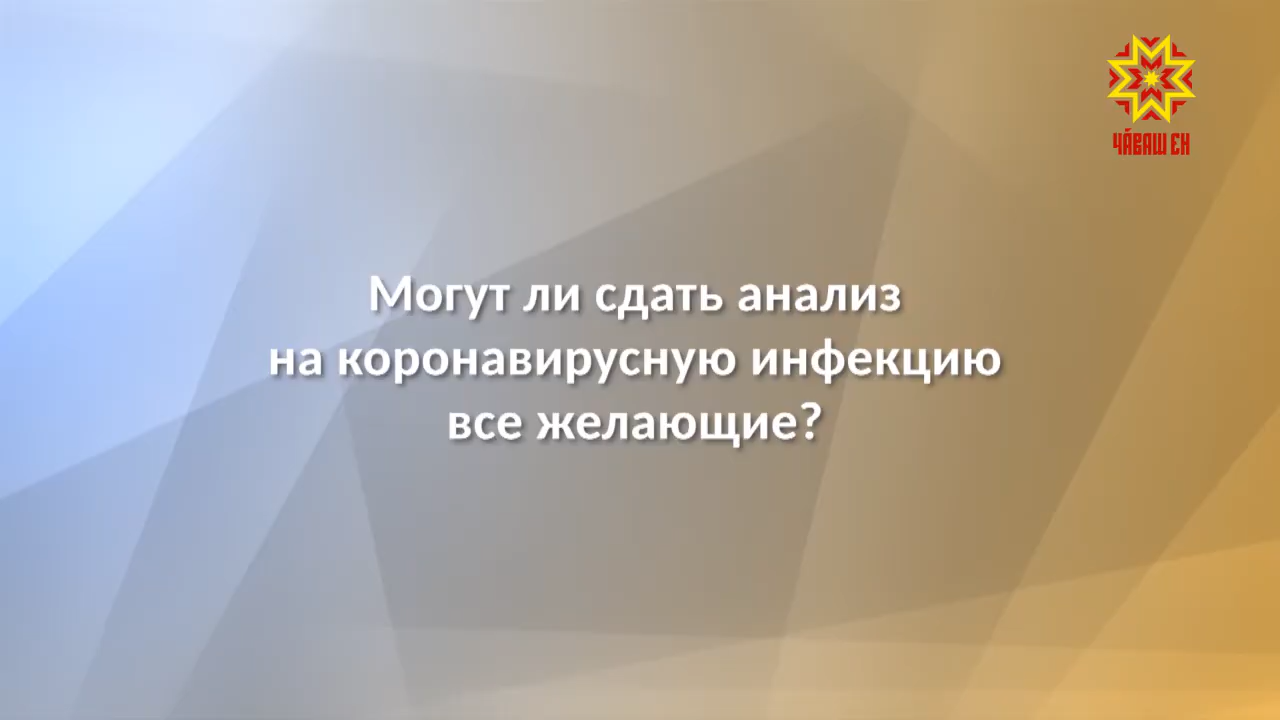 ЧӐВАШ ЕН
Могут ли сдать анализ
на коронавирусную инфекцию
все желающие?